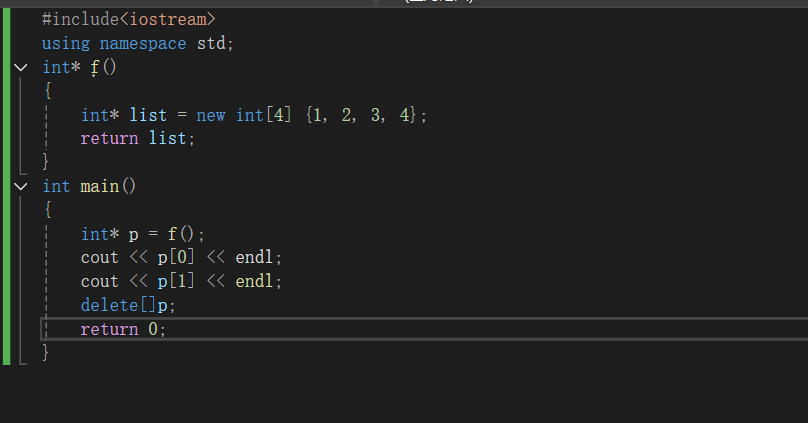 #include<iostream>
using namespace std;
int* f()
{
int* list = new int[4] {1, 2, 3, 4};
return list;
}
int main()
{
int* p = f();
cout << p[0] << endl;
cout << p[1] << endl;
delete[]p;
return 0;
}